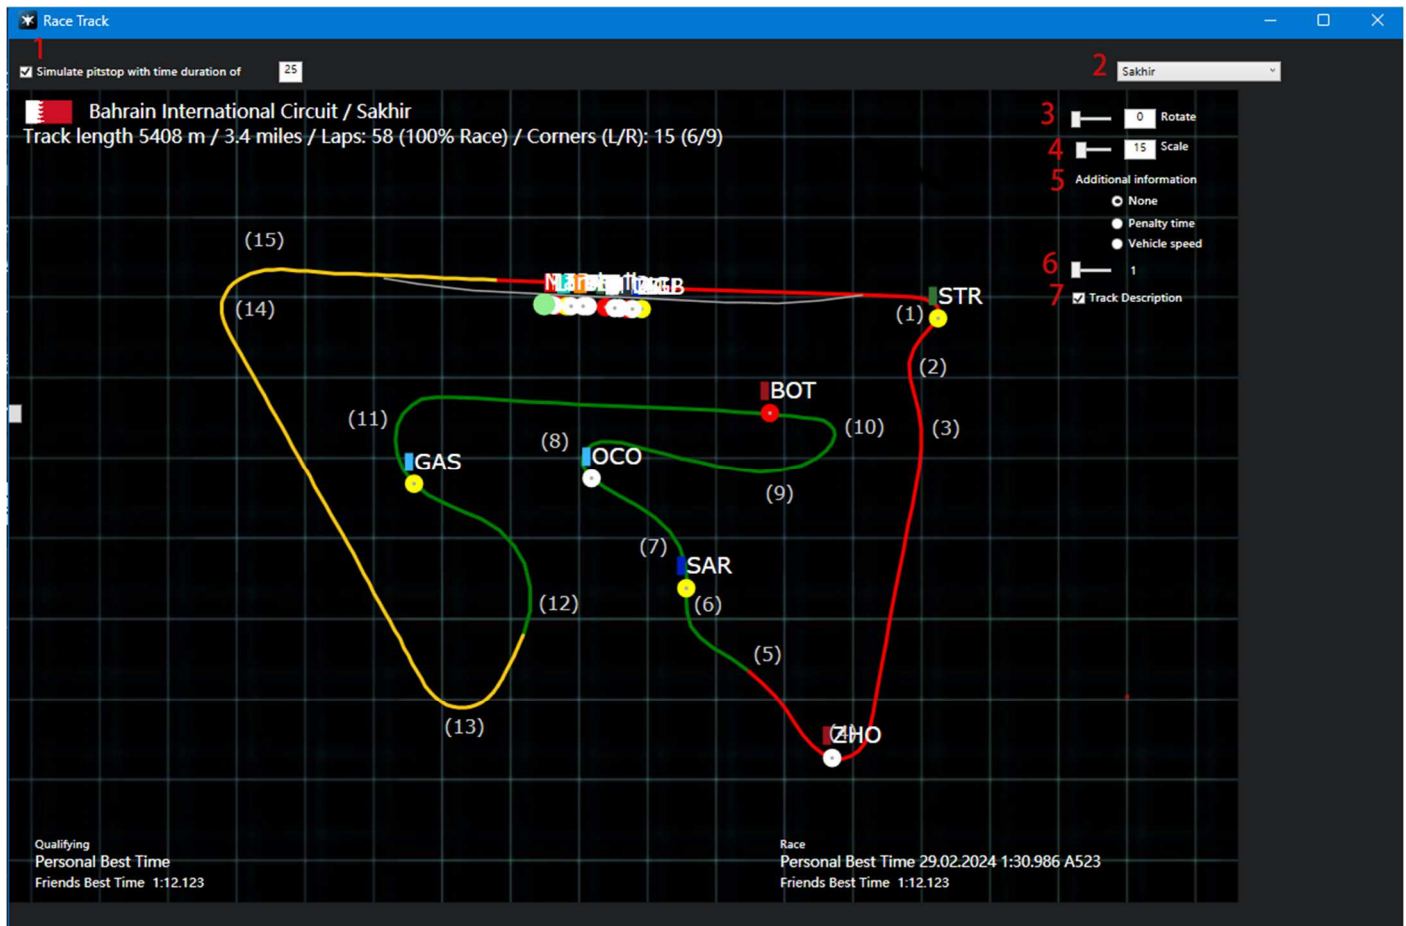 Race Track
1
Simulate pitstop with time duration of 25
2 Sakhir
Bahrain International Circuit / Sakhir
Track length 5408 m / 3.4 miles / Laps: 58 (100% Race) / Corners (L/R): 15 (6/9)
3 0 Rotate
4 15 Scale
5 Additional information
None
Penalty time
Vehicle speed
6 1
7 Track Description
(15)
STR
(14)
(1)
(2)
BOT
(11)
(10)
(3)
(8)
GAS
OCO
(9)
(7)
SAR
(12)
(6)
(5)
(13)
ZHO
Qualifying
Personal Best Time
Friends Best Time 1:12.123
Race
Personal Best Time 29.02.2024 1:30.986 A523
Friends Best Time 1:12.123